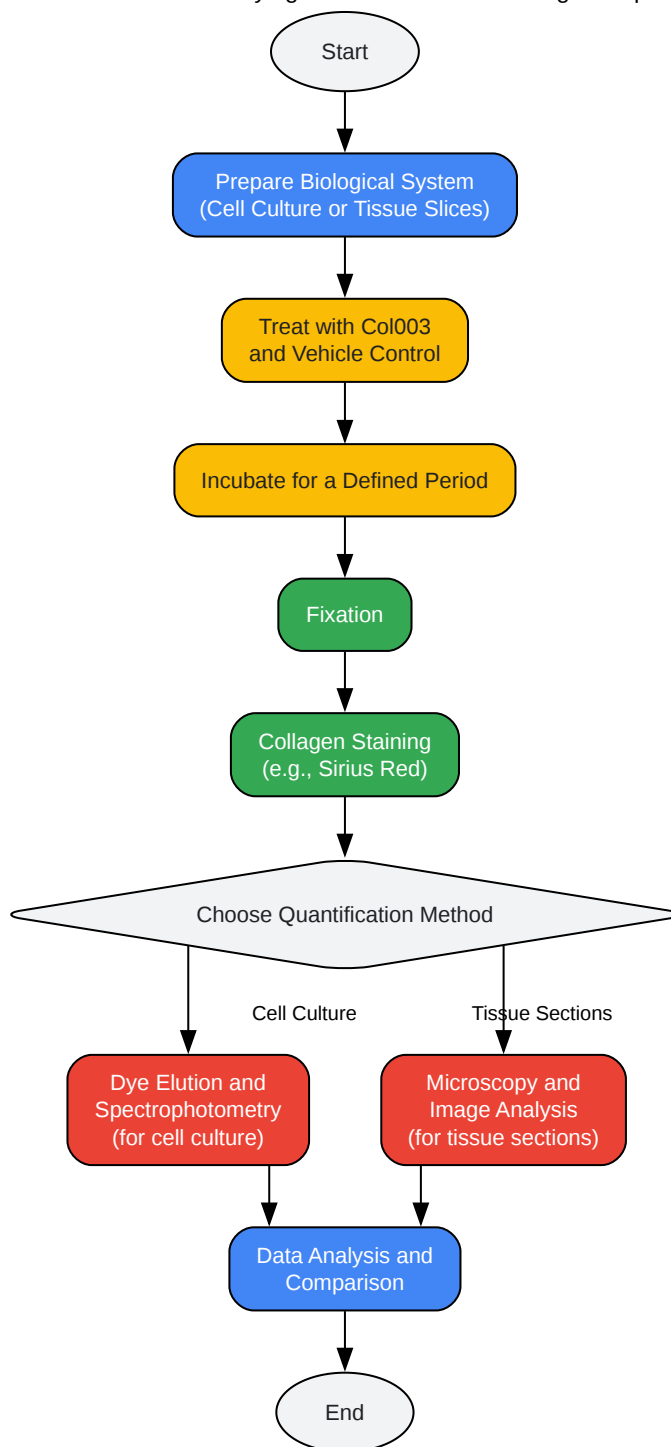 Start
Prepare Biological System
(Cell Culture or Tissue Slices)
Treat with Col003
and Vehicle Control
Incubate for a Defined Period
Fixation
Collagen Staining
(e.g., Sirius Red)
Choose Quantification Method
Cell Culture
Tissue Sections
Dye Elution and
Spectrophotometry
(for cell culture)
Microscopy and
Image Analysis
(for tissue sections)
Data Analysis and
Comparison
End